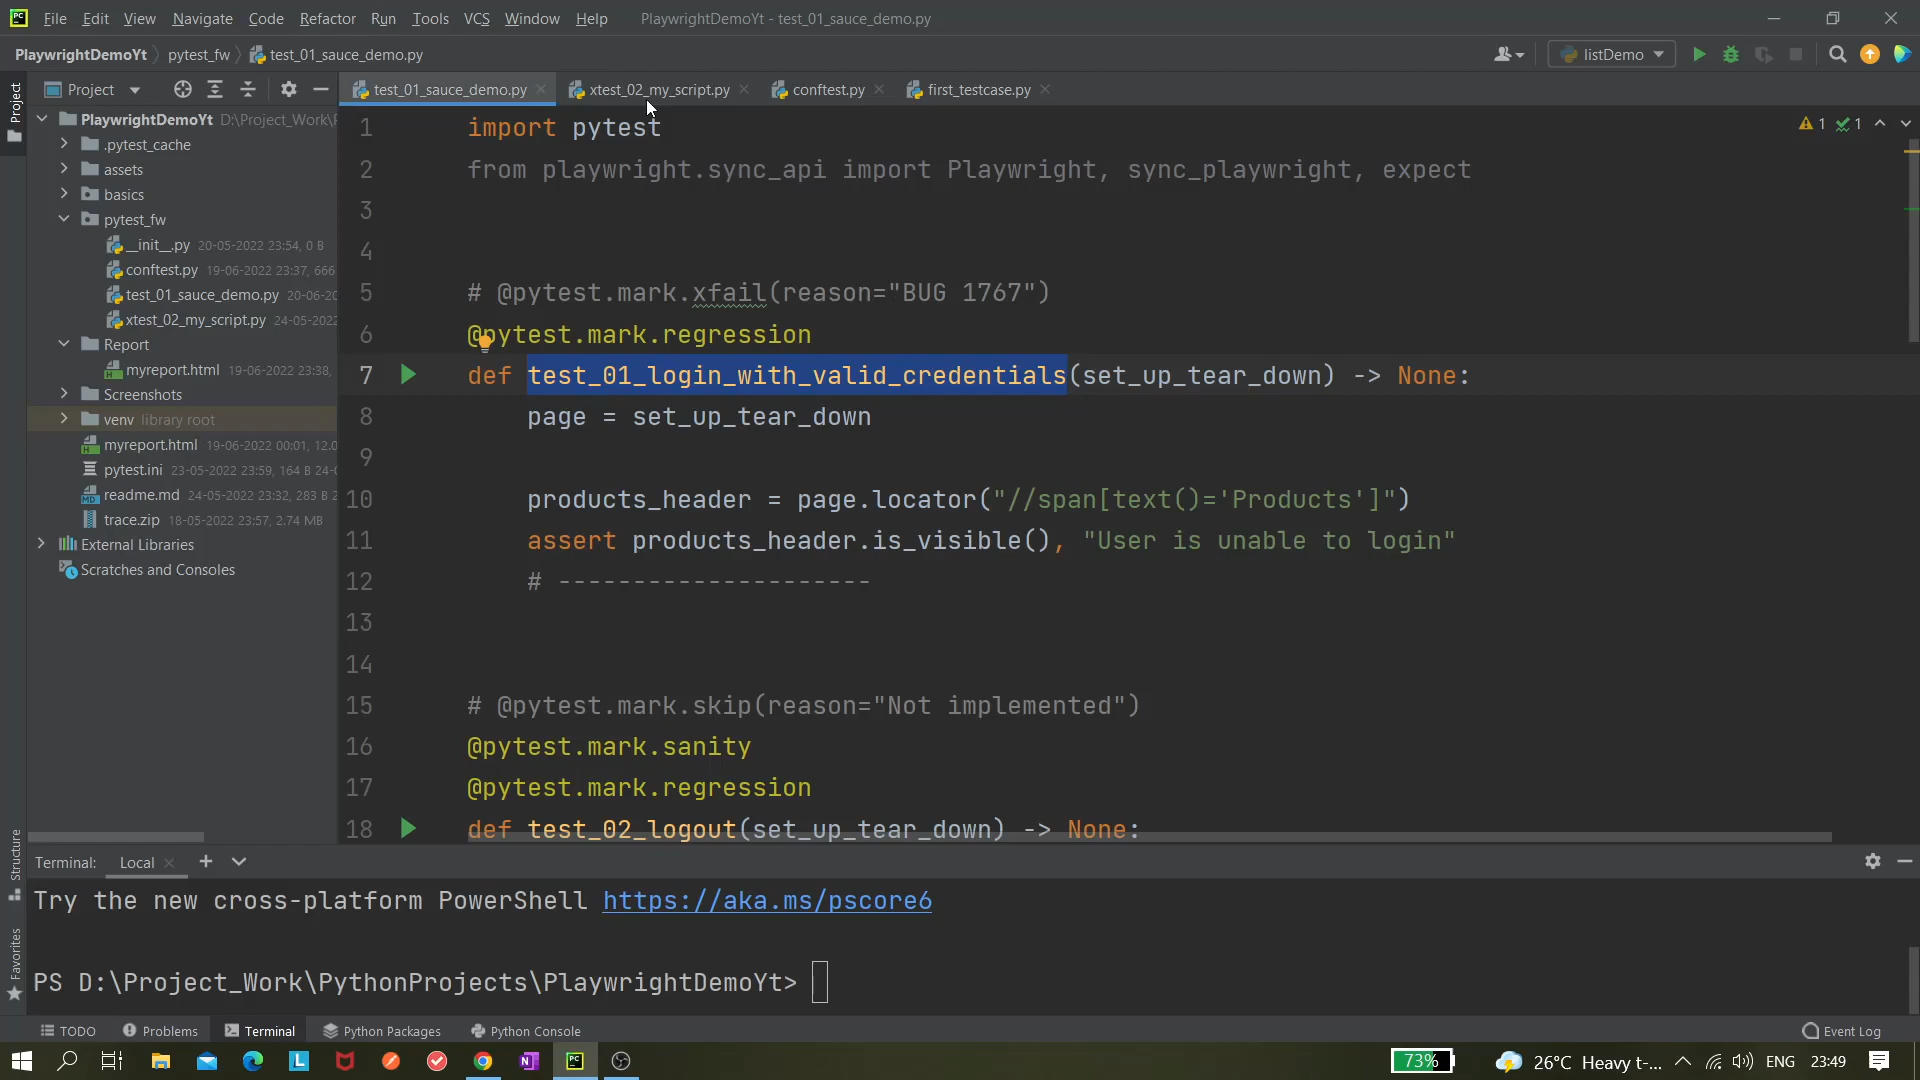 File Edit View Navigate Code Refactor Run Tools VCS Window Help PlaywrightDemoYt - test_01_sauce_demo.py
PlaywrightDemoYt pytest_fw test_01_sauce_demo.py listDemo
Project test_01_sauce_demo.py xtest_02_my_script.py conftest.py first_testcase.py
Project
PlaywrightDemoYt D:\Project_Work\
.pytest_cache
assets
basics
pytest_fw
__init__.py 20-05-2022 23:54, 0 B
conftest.py 19-06-2022 23:37, 666
test_01_sauce_demo.py 20-06-20
xtest_02_my_script.py 24-05-2022
Report
myreport.html 19-06-2022 23:38,
Screenshots
venv library root
myreport.html 19-06-2022 00:01, 12.0
pytest.ini 23-05-2022 23:59, 164 B 24-
readme.md 24-05-2022 23:32, 283 B 2
trace.zip 18-05-2022 23:57, 2.74 MB
External Libraries
Scratches and Consoles
1 import pytest
1 1
2 from playwright.sync_api import Playwright, sync_playwright, expect
3
4
5 # @pytest.mark.xfail(reason="BUG 1767")
6 @pytest.mark.regression
7 def test_01_login_with_valid_credentials(set_up_tear_down) -> None:
8 page = set_up_tear_down
9
10 products_header = page.locator("//span[text()='Products']")
11 assert products_header.is_visible(), "User is unable to login"
12 # ---------------------
13
14
15 # @pytest.mark.skip(reason="Not implemented")
16 @pytest.mark.sanity
17 @pytest.mark.regression
18 def test_02_logout(set_up_tear_down) -> None:
Structure
Favorites
Terminal: Local
Try the new cross-platform PowerShell https://aka.ms/pscore6
PS D:\Project_Work\PythonProjects\PlaywrightDemoYt>
TODO Problems Terminal Python Packages Python Console Event Log
73% 26°C Heavy t-... ENG 23:49